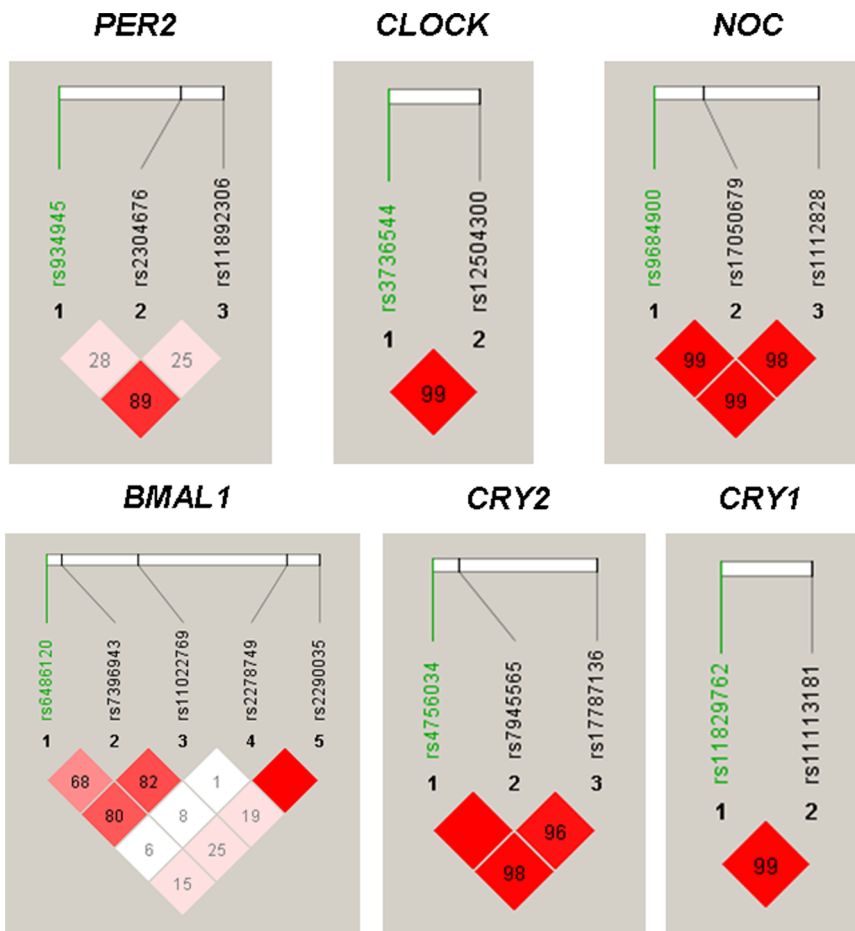 PER2 CLOCK NOC
rs934945 rs2304676 rs11892306
1 2 3
28 25
89
rs3736544 rs12504300
1 2
99
rs9684900 rs17050679 rs1112828
1 2 3
99 98
99
BMAL1 CRY2 CRY1
rs6486120 rs7396943 rs11022769 rs2278749 rs2290035
1 2 3 4 5
68 82 1
80 8 19
6 25
15
rs4756034 rs7945565 rs17787136
1 2 3
96
98
rs11829762 rs11113181
1 2
99